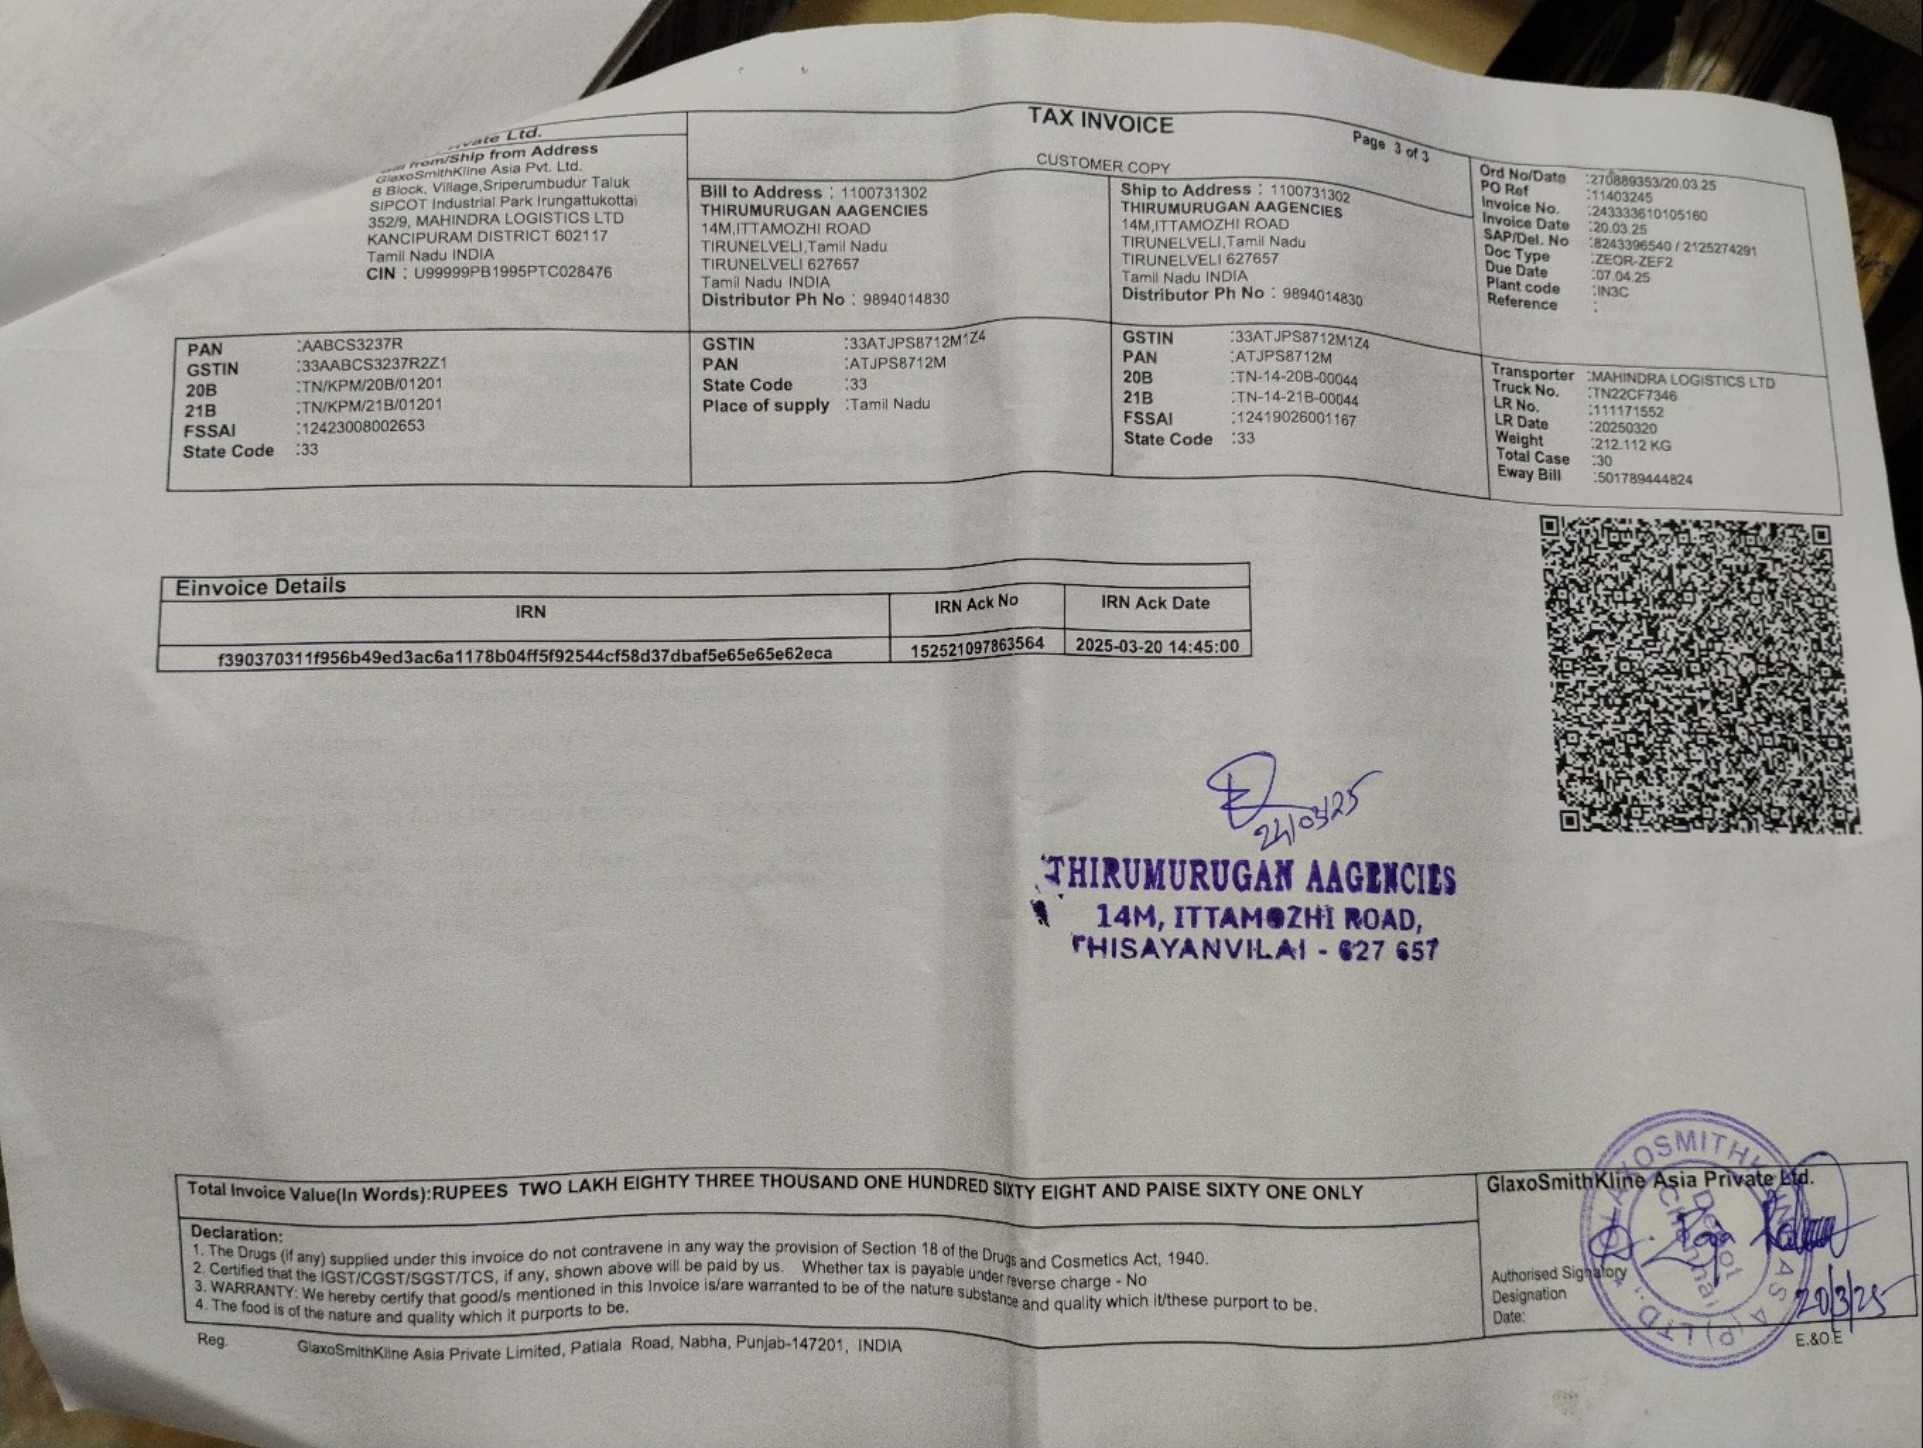 TAX INVOICE
Page 3 of 3
CUSTOMER COPY
Private Ltd.
from/Ship from Address
GlaxoSmithKline Asia Pvt. Ltd.
B Block, Village,Sriperumbudur Taluk
SIPCOT Industrial Park Irungattukottai
352/9, MAHINDRA LOGISTICS LTD
KANCIPURAM DISTRICT 602117
Tamil Nadu INDIA
CIN : U99999PB1995PTC028476
Bill to Address : 1100731302
THIRUMURUGAN AAGENCIES
14M,ITTAMOZHI ROAD
TIRUNELVELI,Tamil Nadu
TIRUNELVELI 627657
Tamil Nadu INDIA
Distributor Ph No : 9894014830
Ship to Address : 1100731302
THIRUMURUGAN AAGENCIES
14M,ITTAMOZHI ROAD
TIRUNELVELI,Tamil Nadu
TIRUNELVELI 627657
Tamil Nadu INDIA
Distributor Ph No : 9894014830
Ord No/Date :270889353/20.03.25
PO Ref :11403245
Invoice No. :243333610105160
Invoice Date :20.03.25
SAP/Del. No :8243396540 / 2125274291
Doc Type :ZEOR-ZEF2
Due Date :07.04.25
Plant code :IN3C
Reference :
PAN :AABCS3237R
GSTIN :33AABCS3237R2Z1
20B :TN/KPM/20B/01201
21B :TN/KPM/21B/01201
FSSAI :12423008002653
State Code :33
GSTIN :33ATJPS8712M1Z4
PAN :ATJPS8712M
State Code :33
Place of supply :Tamil Nadu
GSTIN :33ATJPS8712M1Z4
PAN :ATJPS8712M
20B :TN-14-20B-00044
21B :TN-14-21B-00044
FSSAI :12419026001167
State Code :33
Transporter :MAHINDRA LOGISTICS LTD
Truck No. :TN22CF7346
LR No. :111171552
LR Date :20250320
Weight :212.112 KG
Total Case :30
Eway Bill :501789444824
Einvoice Details
IRN IRN Ack No IRN Ack Date
f390370311f956b49ed3ac6a1178b04ff5f92544cf58d37dbaf5e65e65e62eca 152521097863564 2025-03-20 14:45:00
THIRUMURUGAN AAGENCIES
14M, ITTAMOZHI ROAD,
THISAYANVILAI - 627 657
Total Invoice Value(In Words):RUPEES TWO LAKH EIGHTY THREE THOUSAND ONE HUNDRED SIXTY EIGHT AND PAISE SIXTY ONE ONLY
Declaration:
1. The Drugs (if any) supplied under this invoice do not contravene in any way the provision of Section 18 of the Drugs and Cosmetics Act, 1940.
2. Certified that the IGST/CGST/SGST/TCS, if any, shown above will be paid by us. Whether tax is payable under reverse charge - No
3. WARRANTY: We hereby certify that good/s mentioned in this Invoice is/are warranted to be of the nature substance and quality which it/these purport to be.
4. The food is of the nature and quality which it purports to be.
GlaxoSmithKline Asia Private Ltd.
Authorised Signatory
Designation
Date: 20/3/25
Depot
Chennai
E.&O.E
Reg. GlaxoSmithKline Asia Private Limited, Patiala Road, Nabha, Punjab-147201, INDIA